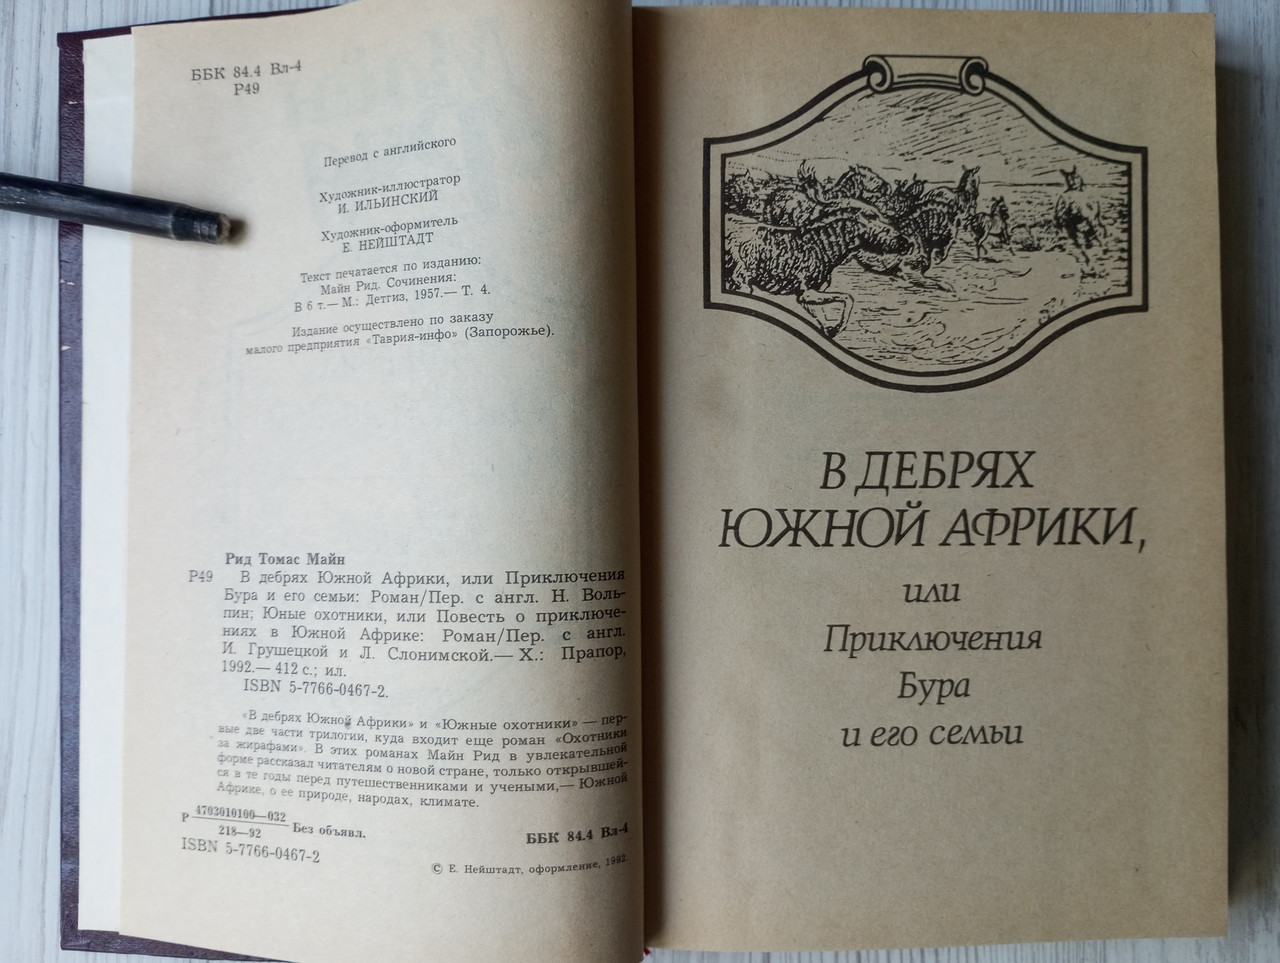 ББК 84.4 Вл-4
Р49
Перевод с английского
Художник-иллюстратор
И. ИЛЬИНСКИЙ
Художник-оформитель
Е. НЕЙШТАДТ
Текст печатается по изданию:
Майн Рид. Сочинения:
В 6 т.— М.: Детгиз, 1957.— Т. 4.
Издание осуществлено по заказу
малого предприятия «Таврия-инфо» (Запорожье).
Рид Томас Майн
Р49 В дебрях Южной Африки, или Приключения
Бура и его семьи: Роман/Пер. с англ. Н. Воль-
пин; Юные охотники, или Повесть о приключе-
ниях в Южной Африке: Роман/Пер. с англ.
И. Грушецкой и Л. Слонимской.— Х.: Прапор,
1992.— 412 с.; ил.
ISBN 5-7766-0467-2.
«В дебрях Южной Африки» и «Южные охотники» — пер-
вые две части трилогии, куда входит еще роман «Охотники
за жирафами». В этих романах Майн Рид в увлекательной
форме рассказал читателям о новой стране, только открывшей-
ся в те годы перед путешественниками и учеными,— Южной
Африке, о ее природе, народах, климате.
Р 4703010100—032
218—92 Без объявл.
ББК 84.4 Вл-4
ISBN 5-7766-0467-2
© Е. Нейштадт, оформление, 1992.
В ДЕБРЯХ
ЮЖНОЙ АФРИКИ,
или
Приключения
Бура
и его семьи